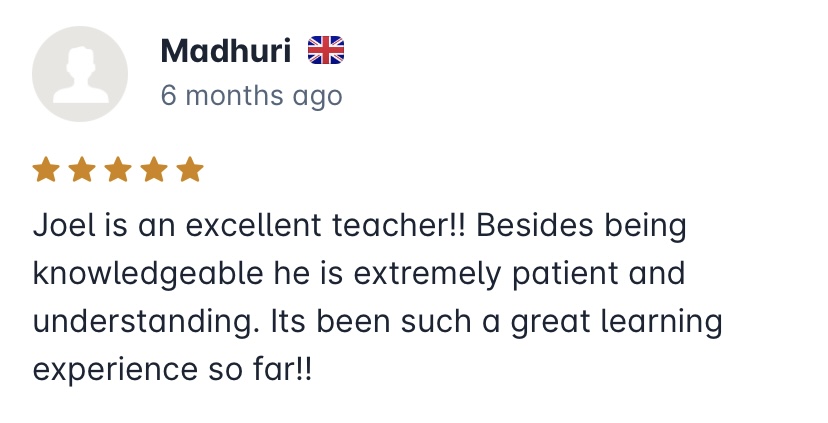 Madhuri
6 months ago
Joel is an excellent teacher!! Besides being
knowledgeable he is extremely patient and
understanding. Its been such a great learning
experience so far!!